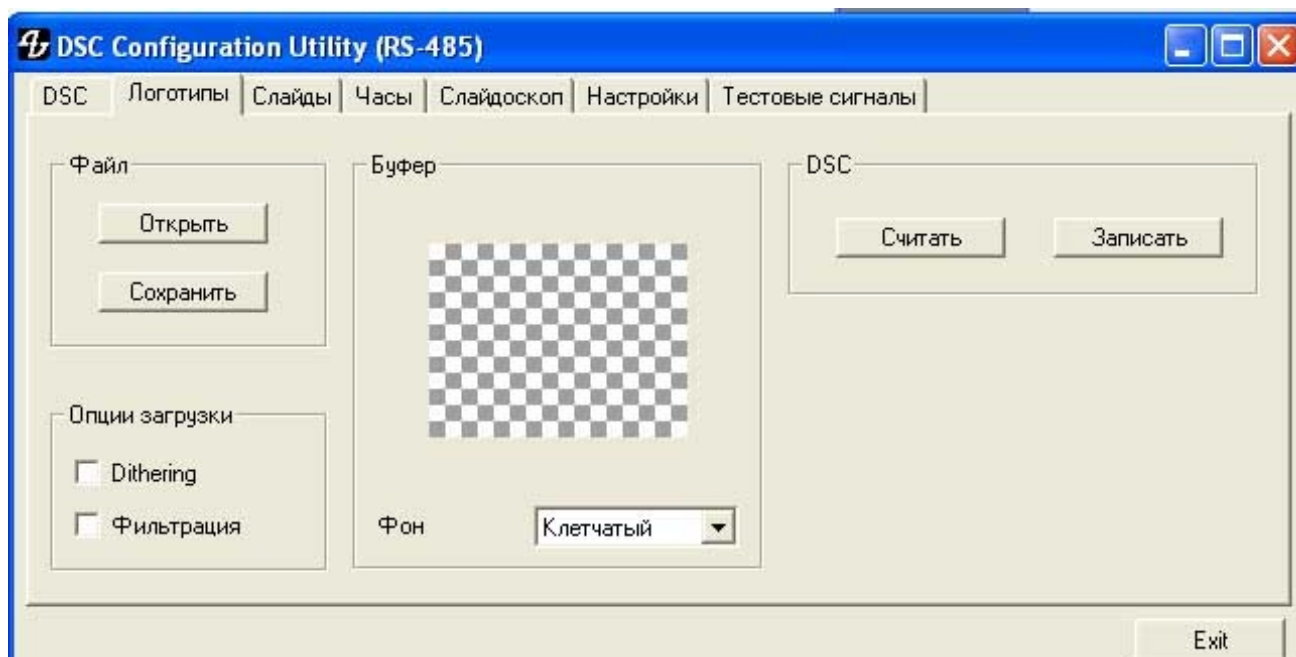 DSC Configuration Utility (RS-485)
DSC Логотипы Слайды Часы Слайдоскоп Настройки Тестовые сигналы
Файл
Открыть
Сохранить
Опции загрузки
Dithering
Фильтрация
Буфер
Фон Клетчатый
DSC
Считать Записать
Exit